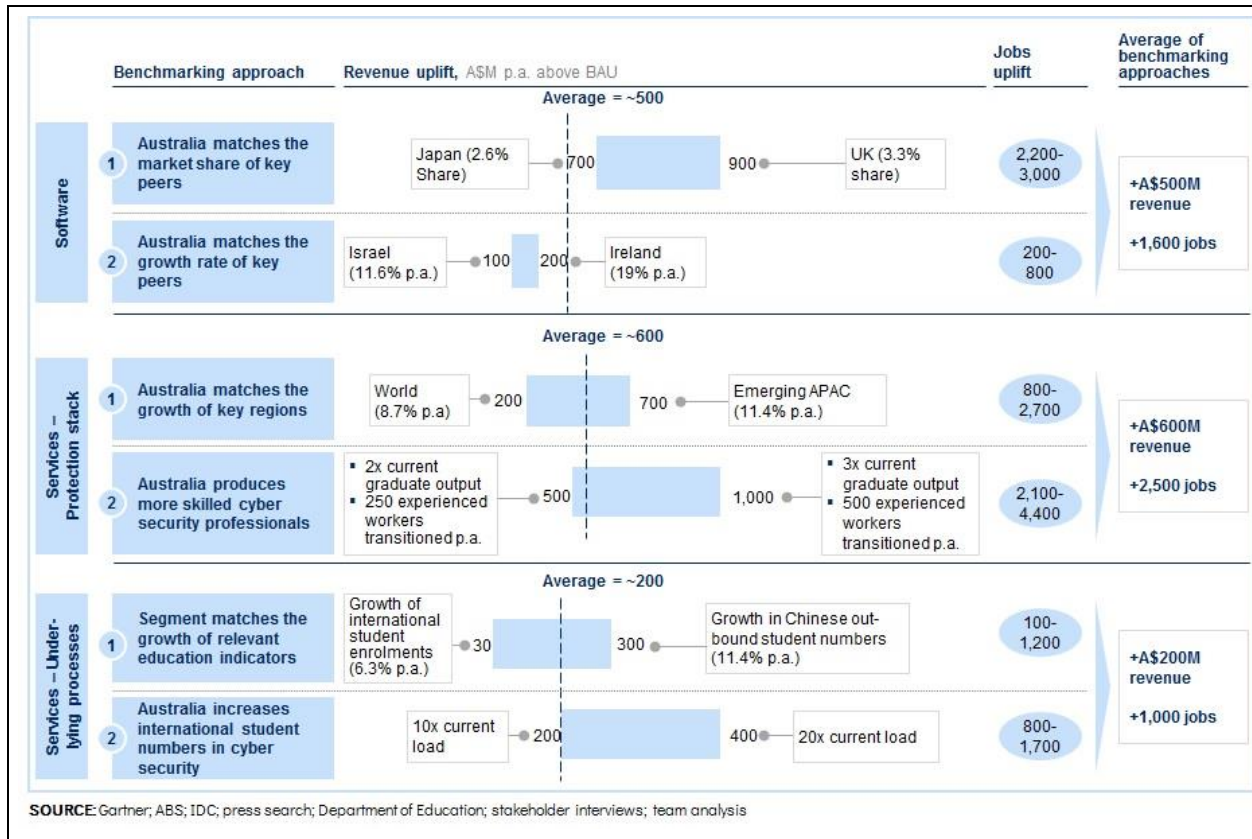 Benchmarking approach
Revenue uplift, A$M p.a. above BAU
Jobs
uplift
Average of
benchmarking
approaches
Average = ~500
Software
1
Australia matches the
market share of key
peers
Japan (2.6%
Share)
700
900
UK (3.3%
share)
2,200-
3,000
2
Australia matches the
growth rate of key
peers
Israel
(11.6% p.a.)
100
200
Ireland
(19% p.a.)
200-
800
+A$500M
revenue
+1,600 jobs
Average = ~600
Services –
Protection stack
1
Australia matches the
growth of key regions
World
(8.7% p.a)
200
700
Emerging APAC
(11.4% p.a.)
800-
2,700
2
Australia produces
more skilled cyber
security professionals
▪ 2x current
graduate output
▪ 250 experienced
workers
transitioned p.a.
500
1,000
▪ 3x current
graduate output
▪ 500 experienced
workers
transitioned p.a.
2,100-
4,400
+A$600M
revenue
+2,500 jobs
Average = ~200
Services – Under-
lying processes
1
Segment matches the
growth of relevant
education indicators
Growth of
international
student
enrolments
(6.3% p.a.)
30
300
Growth in Chinese out-
bound student numbers
(11.4% p.a.)
100-
1,200
2
Australia increases
international student
numbers in cyber
security
10x current
load
200
400
20x current load
800-
1,700
+A$200M
revenue
+1,000 jobs
SOURCE: Gartner; ABS; IDC; press search; Department of Education; stakeholder interviews; team analysis